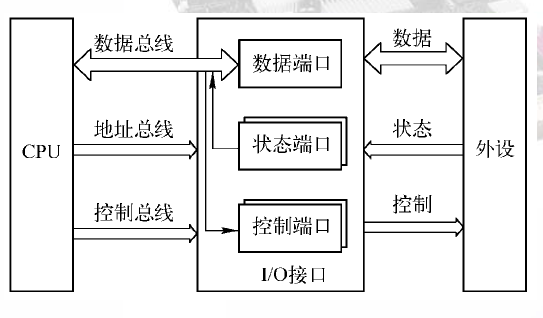 数据总线
数据端口
数据
地址总线
状态端口
状态
CPU
外设
控制总线
控制端口
控制
I/O接口